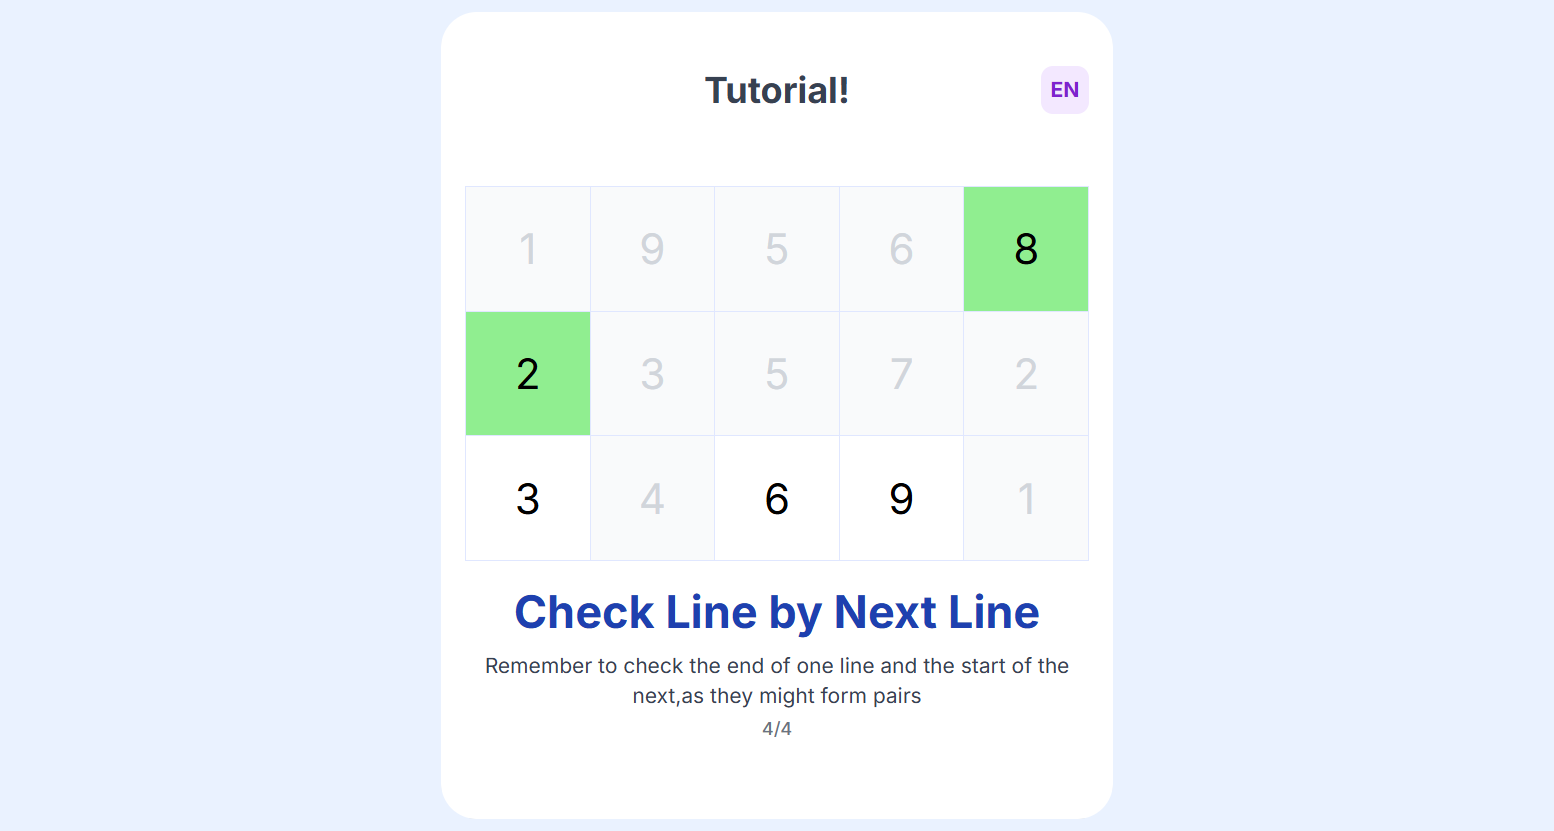 Tutorial!
EN
1 9 5 6 8
2 3 5 7 2
3 4 6 9 1
Check Line by Next Line
Remember to check the end of one line and the start of the
next,as they might form pairs
4/4